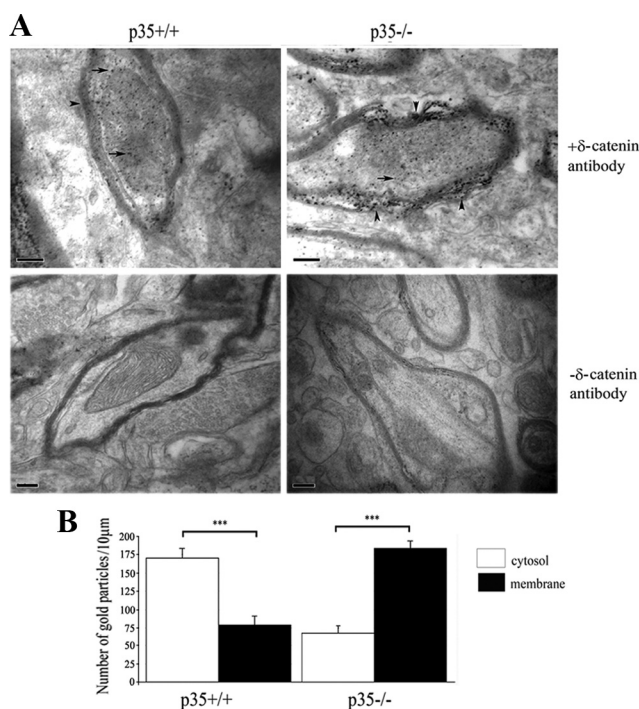 A
p35+/+
p35-/-
+δ-catenin
antibody
-δ-catenin
antibody
B
Number of gold particles/10μm
200
175
150
125
100
75
50
25
0
***
***
cytosol
membrane
p35+/+
p35-/-